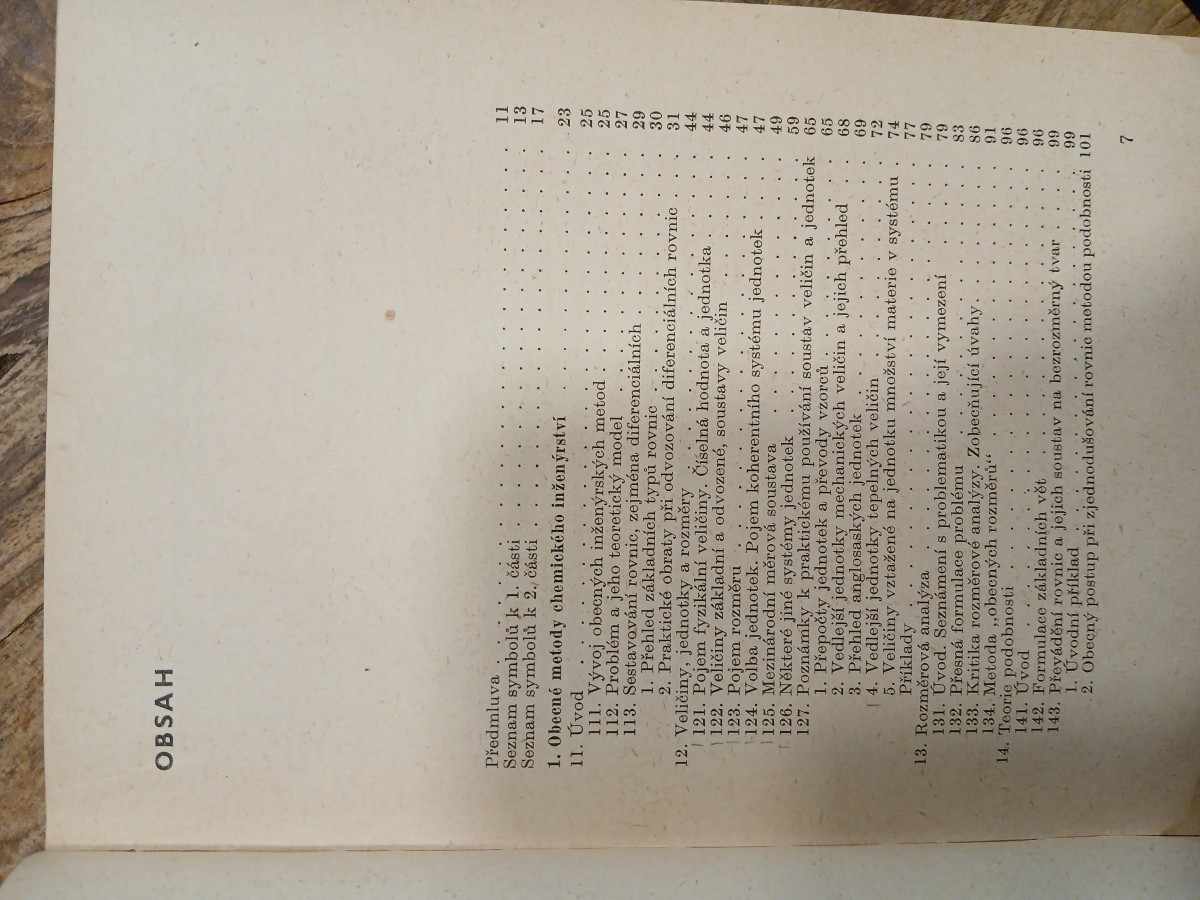 OBSAH
Předmluva . . . . . . . . . . . . . . . . . . 11
Seznam symbolů k 1. části . . . . . . . . . . . . . . . 13
Seznam symbolů k 2. části . . . . . . . . . . . . . . . 17
1. Obecné metody chemického inženýrství . . . . . . . . . . 23
11. Úvod . . . . . . . . . . . . . . . . . . 25
111. Vývoj obecných inženýrských metod . . . . . . . . . . 25
112. Problém a jeho teoretický model . . . . . . . . . . 27
113. Sestavování rovnic, zejména diferenciálních . . . . . . . . 29
1. Přehled základních typů rovnic . . . . . . . . . . 30
2. Praktické obraty při odvozování diferenciálních rovnic . . . 31
12. Veličiny, jednotky a rozměry . . . . . . . . . . . . 44
121. Pojem fyzikální veličiny. Číselná hodnota a jednotka . . . . 44
122. Veličiny základní a odvozené, soustavy veličin . . . . . . 46
123. Pojem rozměru . . . . . . . . . . . . . . . 47
124. Volba jednotek. Pojem koherentního systému jednotek . . . . 47
125. Mezinárodní měrová soustava . . . . . . . . . . . 49
126. Některé jiné systémy jednotek . . . . . . . . . . . 59
127. Poznámky k praktickému používání soustav veličin a jednotek 65
1. Přepočty jednotek a převody vzorců . . . . . . . . . 65
2. Vedlejší jednotky mechanických veličin a jejich přehled . . 68
3. Přehled anglosaských jednotek . . . . . . . . . . 69
4. Vedlejší jednotky tepelných veličin . . . . . . . . . 72
5. Veličiny vztažené na jednotku množství materie v systému . 74
Příklady . . . . . . . . . . . . . . . . . 77
13. Rozměrová analýza . . . . . . . . . . . . . . . 79
131. Úvod. Seznámení s problematikou a její vymezení . . . . . 79
132. Přesná formulace problému . . . . . . . . . . . . 83
133. Kritika rozměrové analýzy. Zobecňující úvahy . . . . . . 86
134. Metoda „obecných rozměrů“ . . . . . . . . . . . . 91
14. Teorie podobnosti . . . . . . . . . . . . . . . 96
141. Úvod . . . . . . . . . . . . . . . . . . 96
142. Formulace základních vět . . . . . . . . . . . . 96
143. Převádění rovnic a jejich soustav na bezrozměrný tvar . . . 99
1. Úvodní příklad . . . . . . . . . . . . . . . 99
2. Obecný postup při zjednodušování rovnic metodou podobnosti 101
7